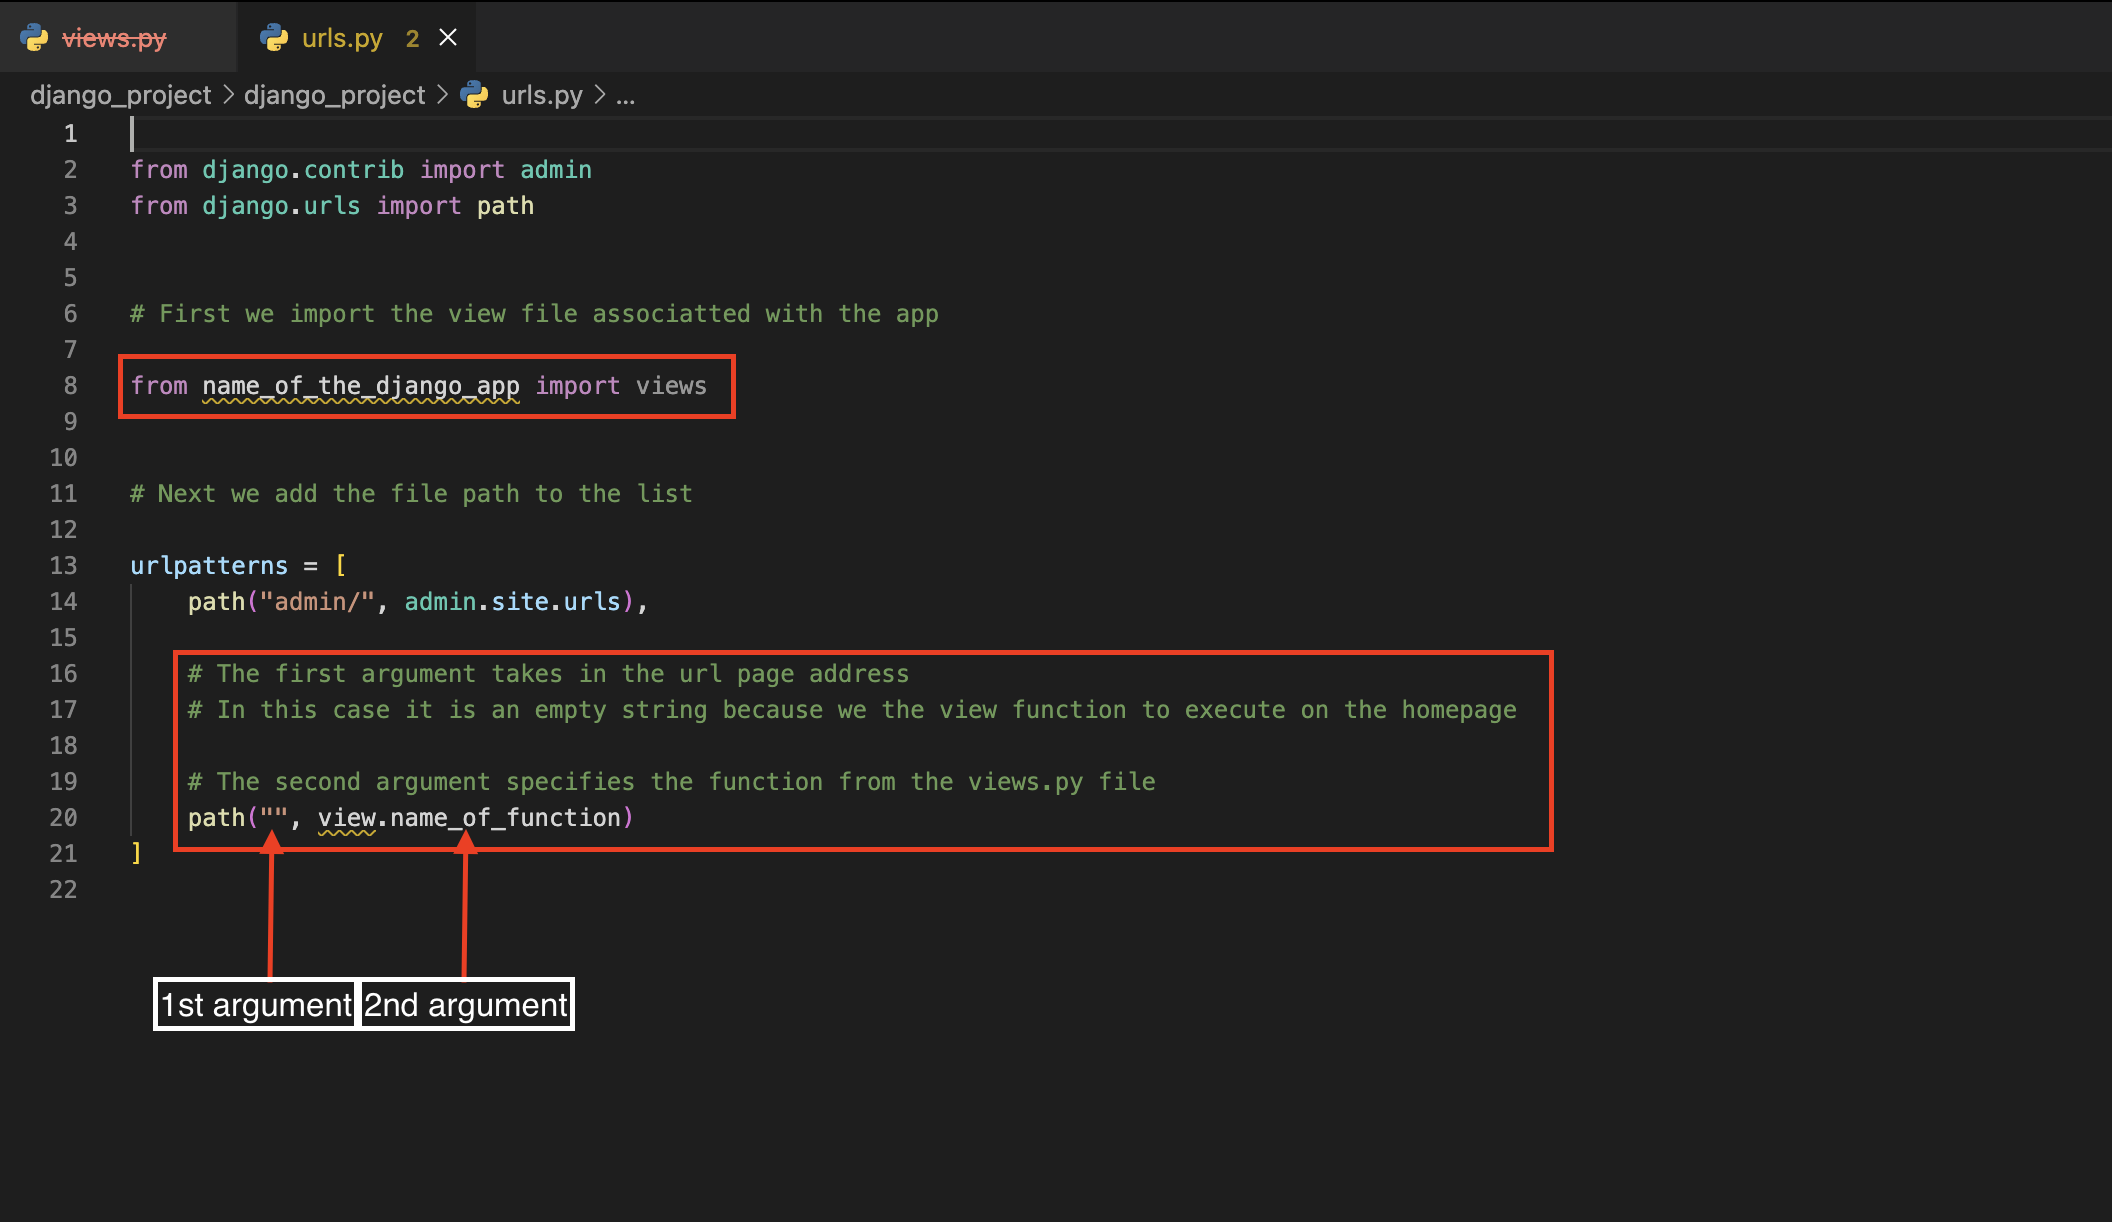 views.py
urls.py 2
django_project > django_project > urls.py > ...
1
2 from django.contrib import admin
3 from django.urls import path
4
5
6 # First we import the view file associatted with the app
7
8 from name_of_the_django_app import views
9
10
11 # Next we add the file path to the list
12
13 urlpatterns = [
14 path("admin/", admin.site.urls),
15
16 # The first argument takes in the url page address
17 # In this case it is an empty string because we the view function to execute on the homepage
18
19 # The second argument specifies the function from the views.py file
20 path("", view.name_of_function)
21 ]
22
1st argument
2nd argument